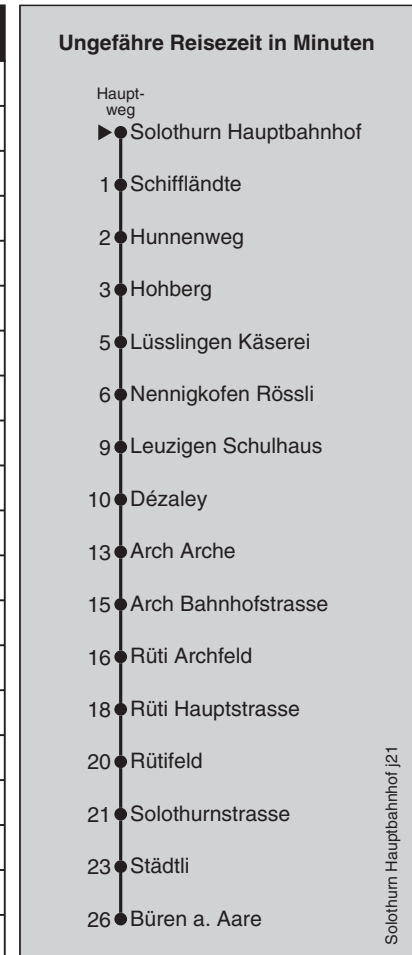 Ungefähre Reisezeit in Minuten
Haupt-
weg
Solothurn Hauptbahnhof
1 Schiffländte
2 Hunnenweg
3 Hohberg
5 Lüsslingen Käserei
6 Nennigkofen Rössli
9 Leuzigen Schulhaus
10 Dézaley
13 Arch Arche
15 Arch Bahnhofstrasse
16 Rüti Archfeld
18 Rüti Hauptstrasse
20 Rütifeld
21 Solothurnstrasse
23 Städtli
26 Büren a. Aare
Solothurn Hauptbahnhof j21